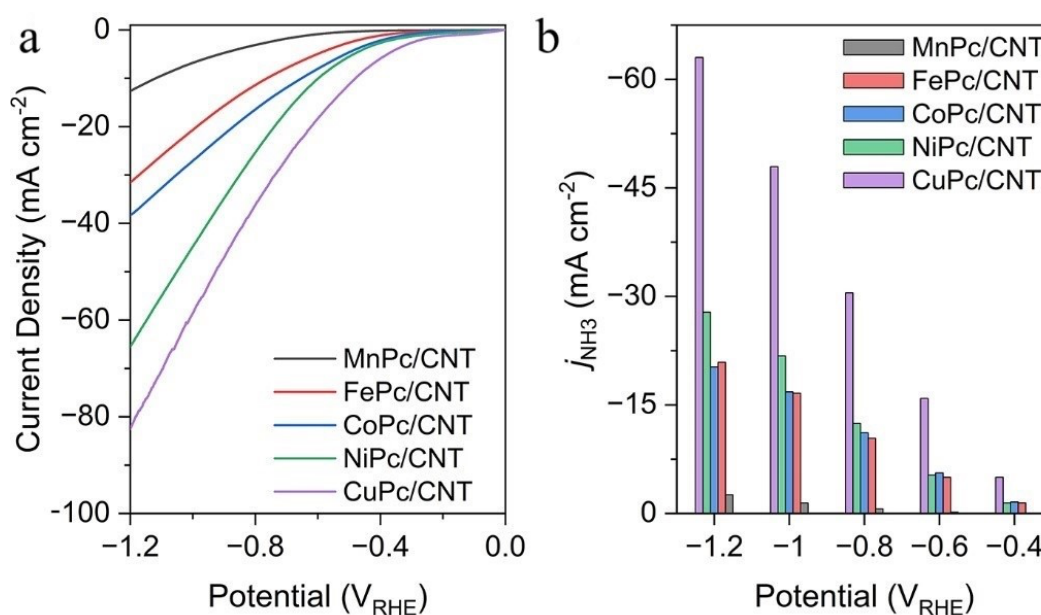 a
0
−20
−40
−60
−80
−100
Current Density (mA cm⁻²)
MnPc/CNT
FePc/CNT
CoPc/CNT
NiPc/CNT
CuPc/CNT
−1.2 −0.8 −0.4 0.0
Potential (V_RHE)
b
−60
−45
−30
−15
0
j_NH3 (mA cm⁻²)
MnPc/CNT
FePc/CNT
CoPc/CNT
NiPc/CNT
CuPc/CNT
−1.2 −1 −0.8 −0.6 −0.4
Potential (V_RHE)